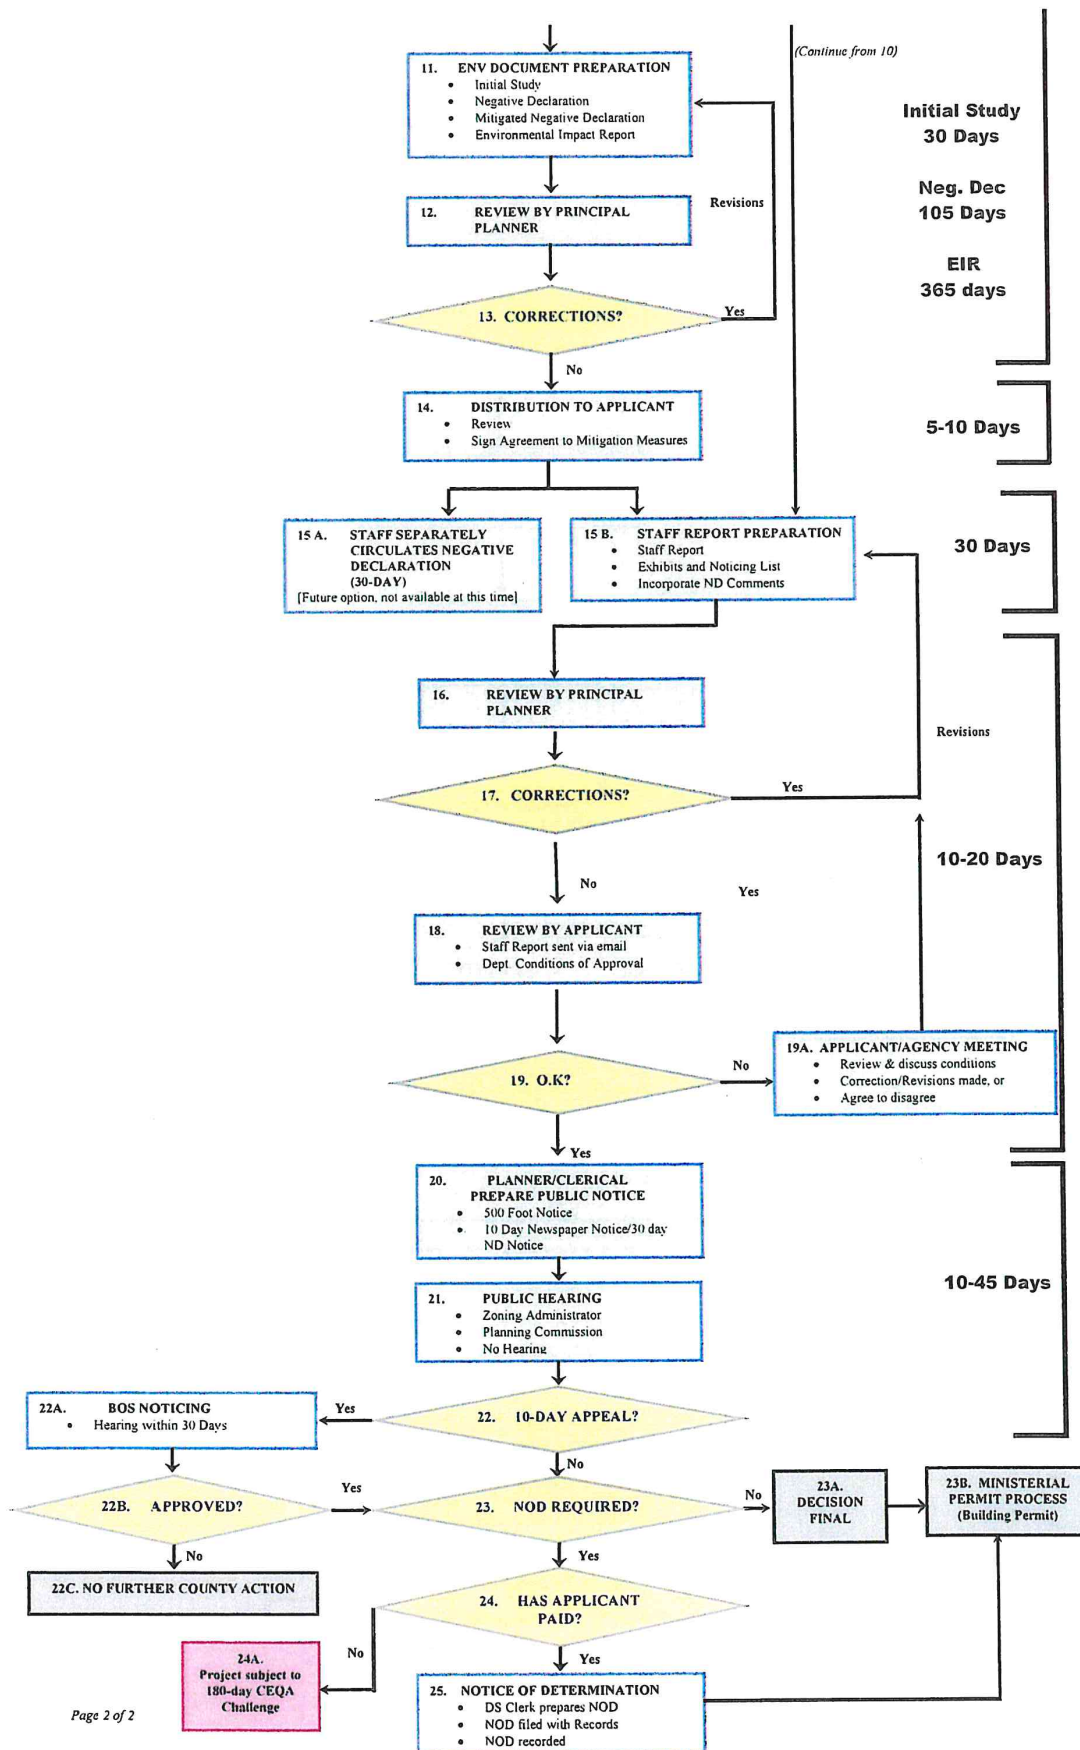 (Continue from 10)
11. ENV DOCUMENT PREPARATION
• Initial Study
• Negative Declaration
• Mitigated Negative Declaration
• Environmental Impact Report
Initial Study
30 Days
Neg. Dec
105 Days
EIR
365 days
Revisions
12. REVIEW BY PRINCIPAL
PLANNER
13. CORRECTIONS?
Yes
No
14. DISTRIBUTION TO APPLICANT
• Review
• Sign Agreement to Mitigation Measures
5-10 Days
15 A. STAFF SEPARATELY
CIRCULATES NEGATIVE
DECLARATION
(30-DAY)
[Future option, not available at this time]
15 B. STAFF REPORT PREPARATION
• Staff Report
• Exhibits and Noticing List
• Incorporate ND Comments
30 Days
16. REVIEW BY PRINCIPAL
PLANNER
Revisions
17. CORRECTIONS?
Yes
10-20 Days
No
Yes
18. REVIEW BY APPLICANT
• Staff Report sent via email
• Dept. Conditions of Approval
19. O.K?
No
19A. APPLICANT/AGENCY MEETING
• Review & discuss conditions
• Correction/Revisions made, or
• Agree to disagree
Yes
20. PLANNER/CLERICAL
PREPARE PUBLIC NOTICE
• 500 Foot Notice
• 10 Day Newspaper Notice/30 day
ND Notice
10-45 Days
21. PUBLIC HEARING
• Zoning Administrator
• Planning Commission
• No Hearing
22A. BOS NOTICING
• Hearing within 30 Days
Yes
22. 10-DAY APPEAL?
No
22B. APPROVED?
Yes
23. NOD REQUIRED?
No
23A.
DECISION
FINAL
23B. MINISTERIAL
PERMIT PROCESS
(Building Permit)
No
Yes
22C. NO FURTHER COUNTY ACTION
24. HAS APPLICANT
PAID?
No
Yes
24A.
Project subject to
180-day CEQA
Challenge
25. NOTICE OF DETERMINATION
• DS Clerk prepares NOD
• NOD filed with Records
• NOD recorded
Page 2 of 2